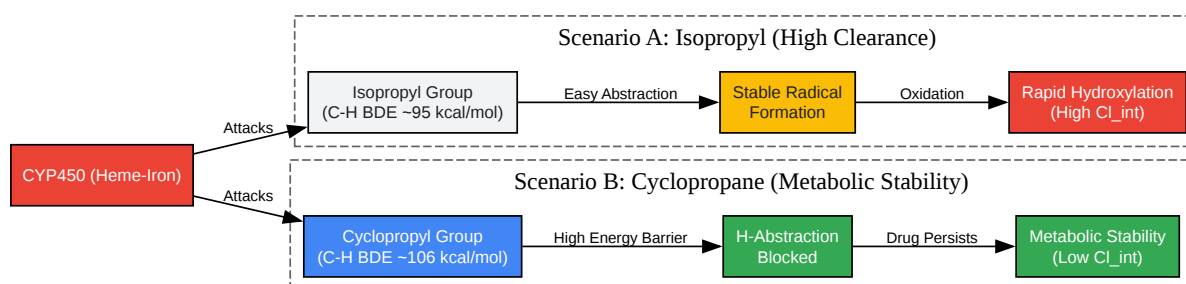 Scenario A: Isopropyl (High Clearance)
Isopropyl Group
(C-H BDE ~95 kcal/mol)
Easy Abstraction
Stable Radical
Formation
Oxidation
Rapid Hydroxylation
(High Cl_int)
Attacks
CYP450 (Heme-Iron)
Attacks
Scenario B: Cyclopropane (Metabolic Stability)
Cyclopropyl Group
(C-H BDE ~106 kcal/mol)
High Energy Barrier
H-Abstraction
Blocked
Drug Persists
Metabolic Stability
(Low Cl_int)